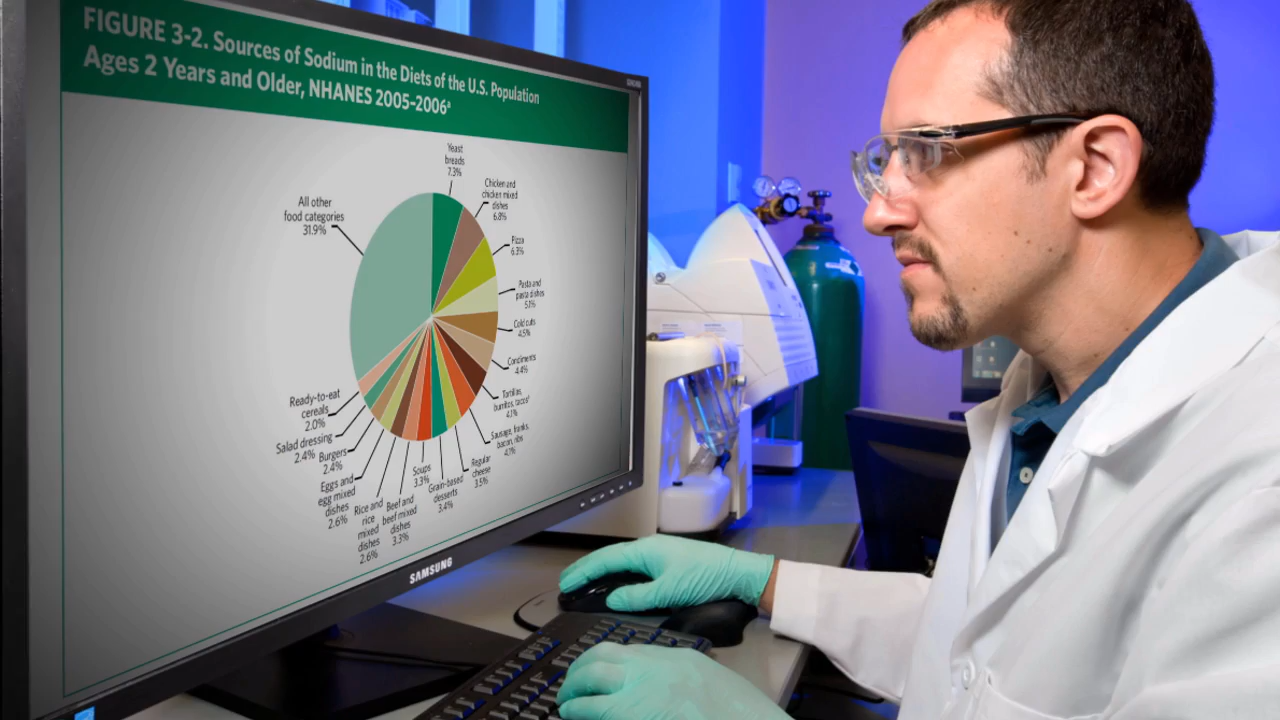 FIGURE 3-2. Sources of Sodium in the Diets of the U.S. Population
Ages 2 Years and Older, NHANES 2005–2006ª
Yeast
breads
7.3%
Chicken and
chicken mixed
dishes
6.8%
Pizza
6.3%
Pasta and
pasta dishes
5.1%
Cold cuts
4.5%
Condiments
4.4%
Tortillas,
burritos, tacosᵇ
4.1%
Sausage, franks,
bacon, ribs
4.1%
Regular
cheese
3.5%
Grain-based
desserts
3.4%
Soups
3.3%
Beef and
beef mixed
dishes
3.3%
Rice and
rice
mixed
dishes
2.6%
Eggs and
egg mixed
dishes
2.6%
Burgers
2.4%
Salad dressing
2.4%
Ready-to-eat
cereals
2.0%
All other
food categories
31.9%
SAMSUNG